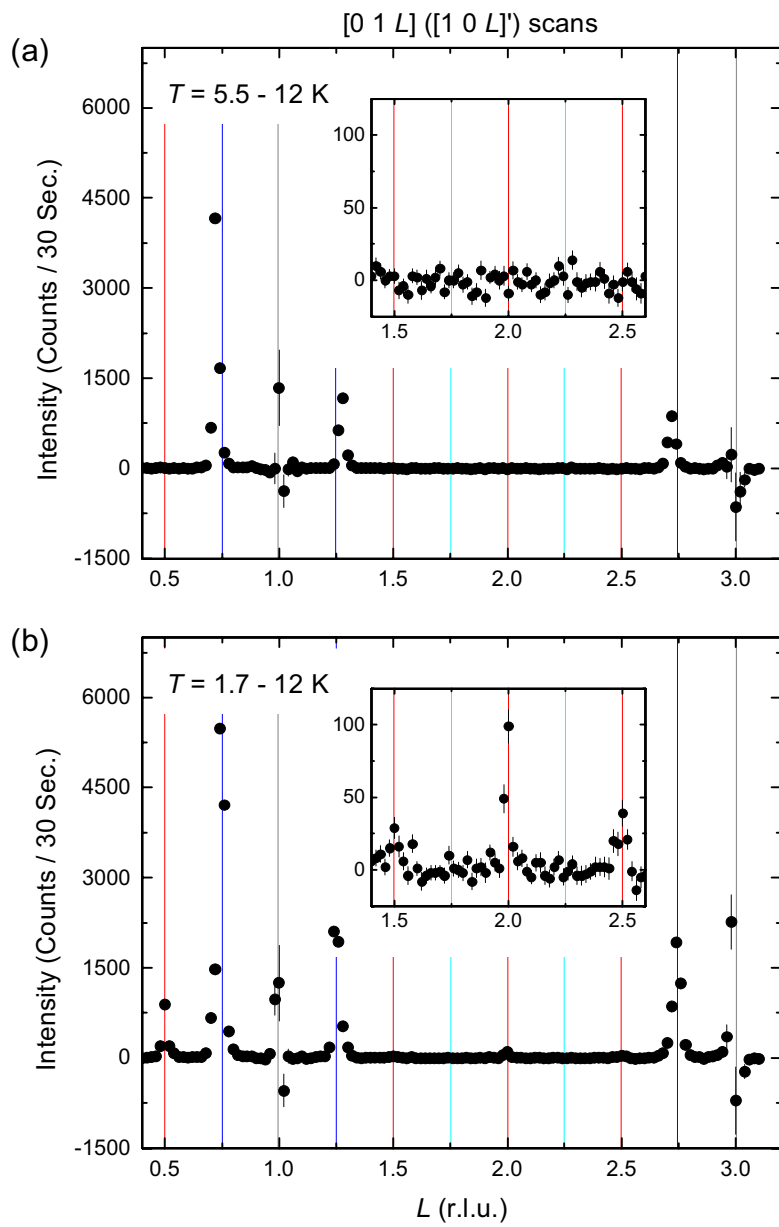 [0 1 L] ([1 0 L]') scans
(a)
T = 5.5 - 12 K
6000
4500
3000
1500
0
-1500
Intensity (Counts / 30 Sec.)
100
50
0
1.5 2.0 2.5
0.5 1.0 1.5 2.0 2.5 3.0
(b)
T = 1.7 - 12 K
6000
4500
3000
1500
0
-1500
Intensity (Counts / 30 Sec.)
100
50
0
1.5 2.0 2.5
0.5 1.0 1.5 2.0 2.5 3.0
L (r.l.u.)